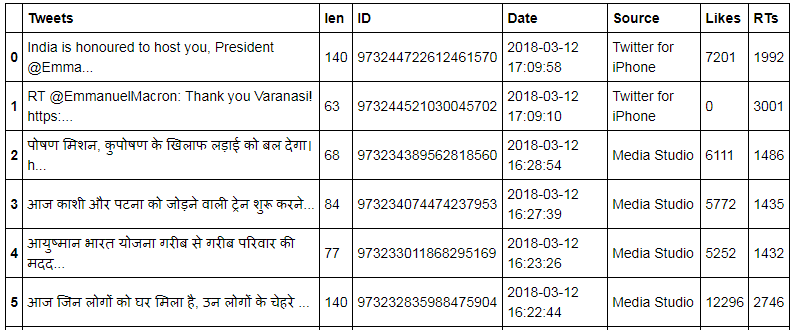 Tweets len ID Date Source Likes RTs
0 India is honoured to host you, President @Emma... 140 973244722612461570 2018-03-12 17:09:58 Twitter for iPhone 7201 1992
1 RT @EmmanuelMacron: Thank you Varanasi! https:... 63 973244521030045702 2018-03-12 17:09:10 Twitter for iPhone 0 3001
2 पोषण मिशन, कुपोषण के खिलाफ लड़ाई को बल देगा। h... 68 973234389562818560 2018-03-12 16:28:54 Media Studio 6111 1486
3 आज काशी और पटना को जोड़ने वाली ट्रेन शुरू करने... 84 973234074474237953 2018-03-12 16:27:39 Media Studio 5772 1435
4 आयुष्मान भारत योजना गरीब से गरीब परिवार की मदद... 77 973233011868295169 2018-03-12 16:23:26 Media Studio 5252 1432
5 आज जिन लोगों को घर मिला है, उन लोगों के चेहरे ... 140 973232835988475904 2018-03-12 16:22:44 Media Studio 12296 2746